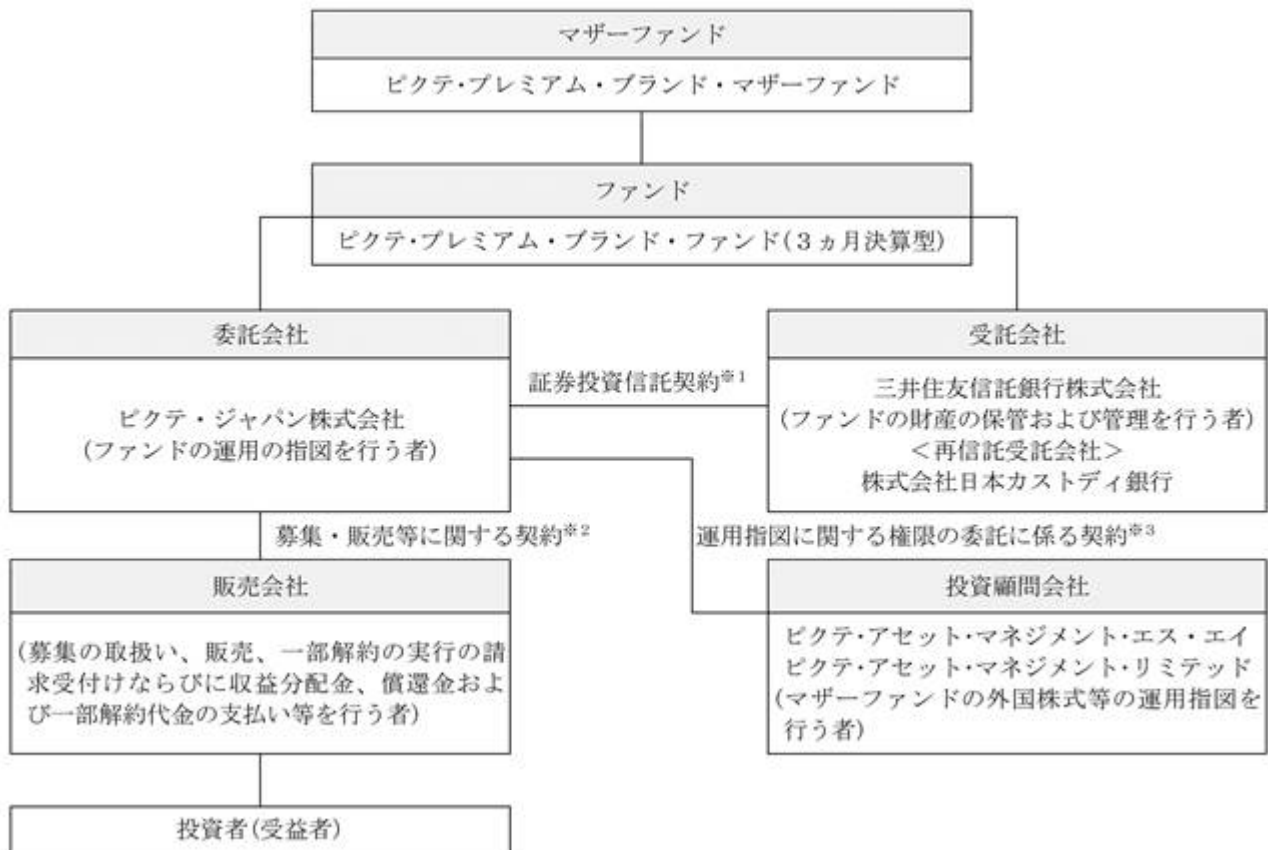 マザーファンド
ピクテ・プレミアム・ブランド・マザーファンド
ファンド
ピクテ・プレミアム・ブランド・ファンド(3ヵ月決算型)
委託会社
ピクテ・ジャパン株式会社
(ファンドの運用の指図を行う者)
証券投資信託契約※1
受託会社
三井住友信託銀行株式会社
(ファンドの財産の保管および管理を行う者)
<再信託受託会社>
株式会社日本カストディ銀行
募集・販売等に関する契約※2
運用指図に関する権限の委託に係る契約※3
販売会社
(募集の取扱い、販売、一部解約の実行の請
求受付けならびに収益分配金、償還金およ
び一部解約代金の支払い等を行う者)
投資顧問会社
ピクテ・アセット・マネジメント・エス・エイ
ピクテ・アセット・マネジメント・リミテッド
(マザーファンドの外国株式等の運用指図を
行う者)
投資者(受益者)